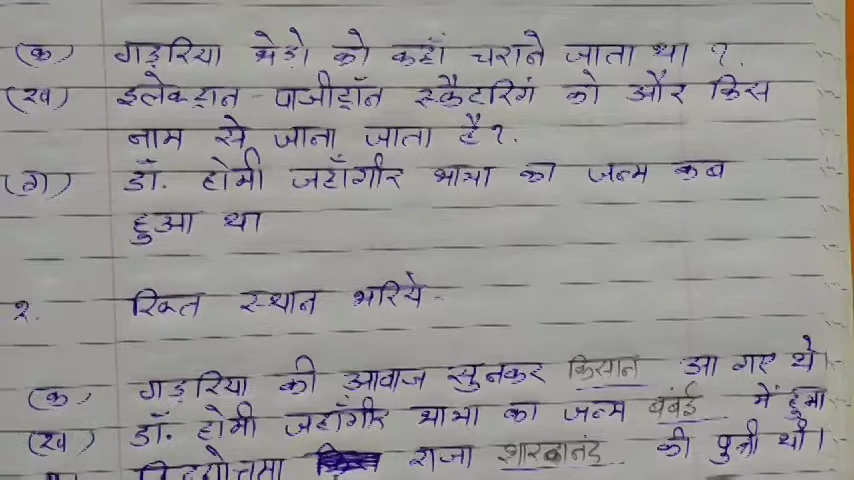 (क) गड़रिया भेड़ो को कहाँ चराने जाता था ?
(ख) इलेक्ट्रान - पाजीट्रॉन स्कैटरिंग को और किस
नाम से जाना जाता है?.
(ग) डॉ. होमी जहाँगीर भाभा का जन्म कब
हुआ था
२. रिक्त स्थान भरिये -
(क) गड़रिया की आवाज सुनकर किसान आ गए थे।
(ख) डॉ. होमी जहाँगीर भाभा का जन्म बंबई में हुआ
राजा शारदानंद की पुत्री थी।